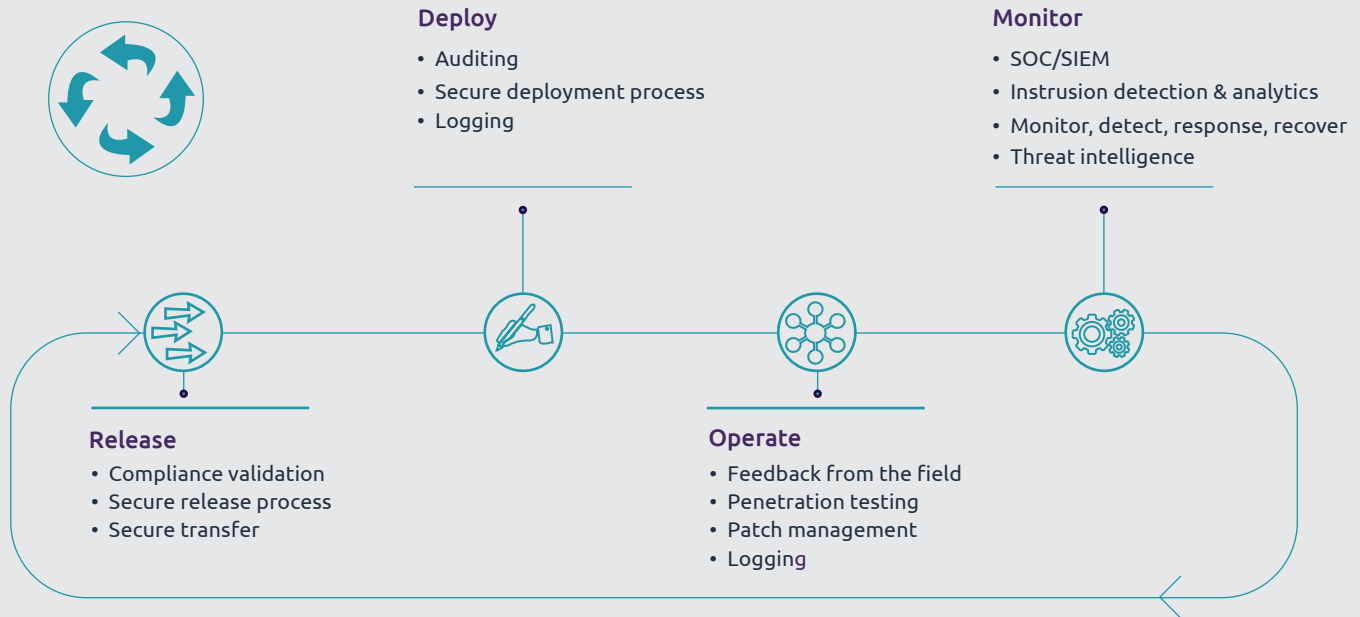 Deploy
• Auditing
• Secure deployment process
• Logging
Monitor
• SOC/SIEM
• Instrusion detection & analytics
• Monitor, detect, response, recover
• Threat intelligence
Release
• Compliance validation
• Secure release process
• Secure transfer
Operate
• Feedback from the field
• Penetration testing
• Patch management
• Logging